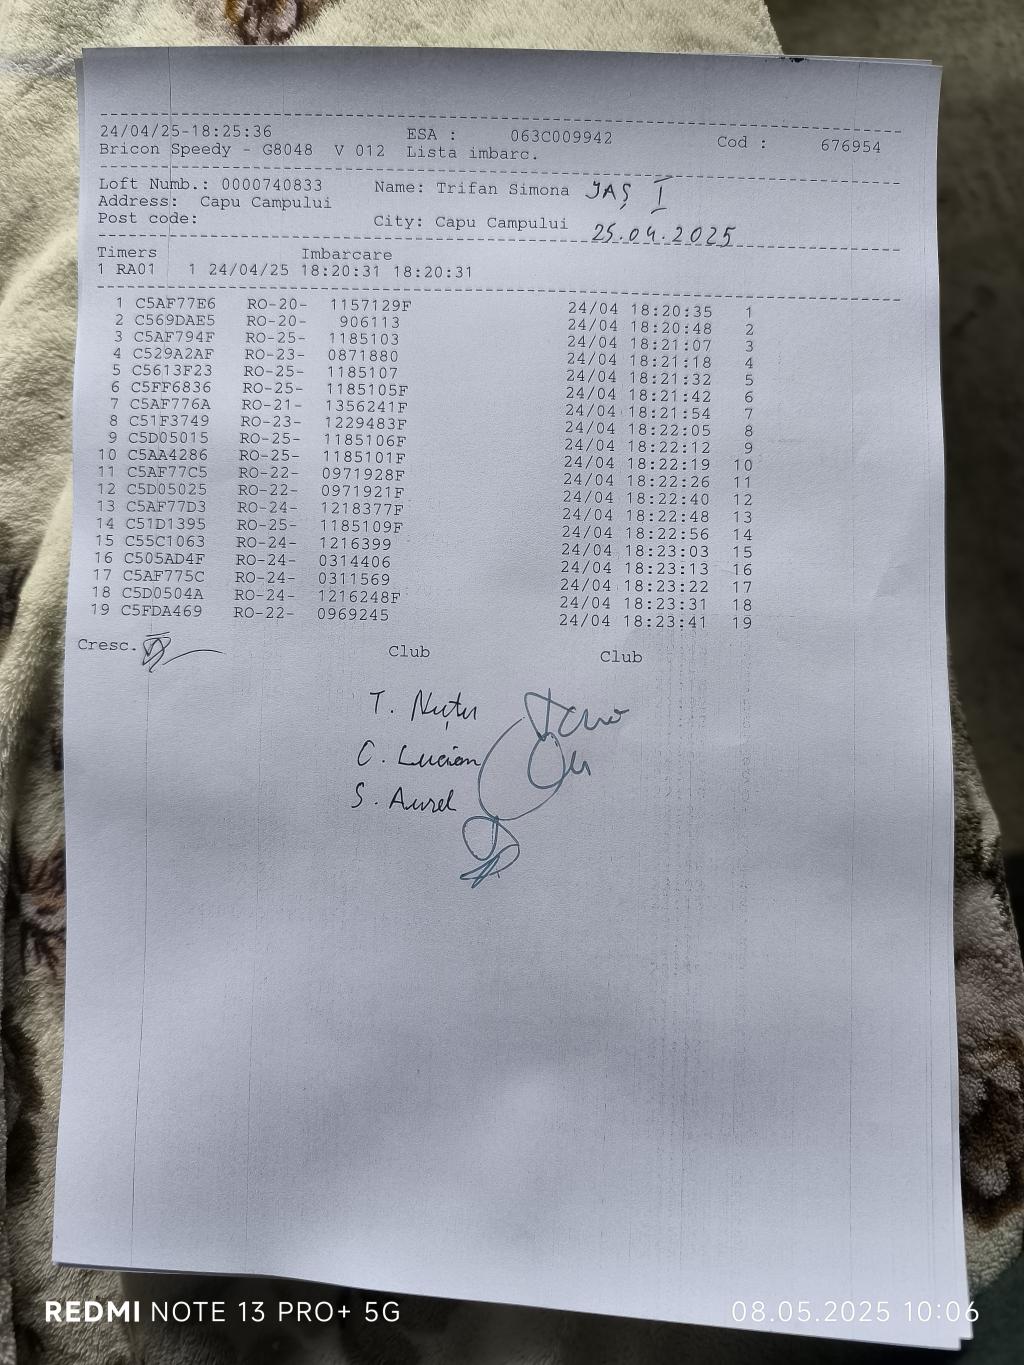 24/04/25-18:25:36 ESA : 063C009942 Cod : 676954
Bricon Speedy - G8048 V 012 Lista imbarc.
Loft Numb.: 0000740833 Name: Trifan Simona IAȘ I
Address: Capu Campului
Post code: City: Capu Campului 25.04.2025
Timers Imbarcare
1 RA01 1 24/04/25 18:20:31 18:20:31
1 C5AF77E6 RO-20- 1157129F 24/04 18:20:35 1
2 C569DAE5 RO-20- 906113 24/04 18:20:48 2
3 C5AF794F RO-25- 1185103 24/04 18:21:07 3
4 C529A2AF RO-23- 0871880 24/04 18:21:18 4
5 C5613F23 RO-25- 1185107 24/04 18:21:32 5
6 C5FF6836 RO-25- 1185105F 24/04 18:21:42 6
7 C5AF776A RO-21- 1356241F 24/04 18:21:54 7
8 C51F3749 RO-23- 1229483F 24/04 18:22:05 8
9 C5D05015 RO-25- 1185106F 24/04 18:22:12 9
10 C5AA4286 RO-25- 1185101F 24/04 18:22:19 10
11 C5AF77C5 RO-22- 0971928F 24/04 18:22:26 11
12 C5D05025 RO-22- 0971921F 24/04 18:22:40 12
13 C5AF77D3 RO-24- 1218377F 24/04 18:22:48 13
14 C51D1395 RO-25- 1185109F 24/04 18:22:56 14
15 C55C1063 RO-24- 1216399 24/04 18:23:03 15
16 C505AD4F RO-24- 0314406 24/04 18:23:13 16
17 C5AF775C RO-24- 0311569 24/04 18:23:22 17
18 C5D0504A RO-24- 1216248F 24/04 18:23:31 18
19 C5FDA469 RO-22- 0969245 24/04 18:23:41 19
Cresc. Club Club
T. Nuțu
C. Lucian
S. Aurel
REDMI NOTE 13 PRO+ 5G 08.05.2025 10:06